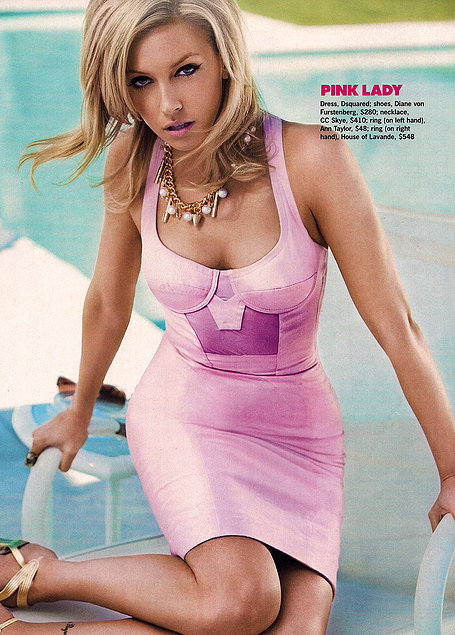 PINK LADY
Dress, Dsquared; shoes, Diane von
Furstenberg, $280; necklace,
CC Skye, $410; ring (on left hand),
Ann Taylor, $48; ring (on right
hand), House of Lavande, $548